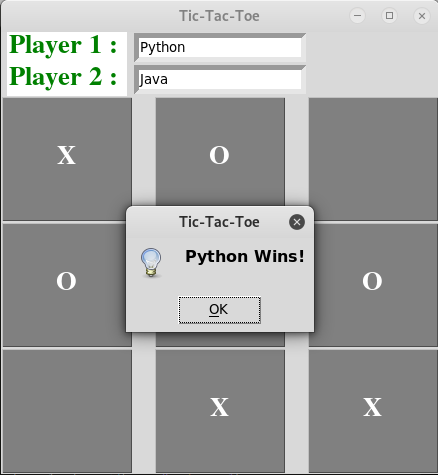 Tic-Tac-Toe
Player 1 : Python
Player 2 : Java
X O
Tic-Tac-Toe
Python Wins!
O O
OK
X X